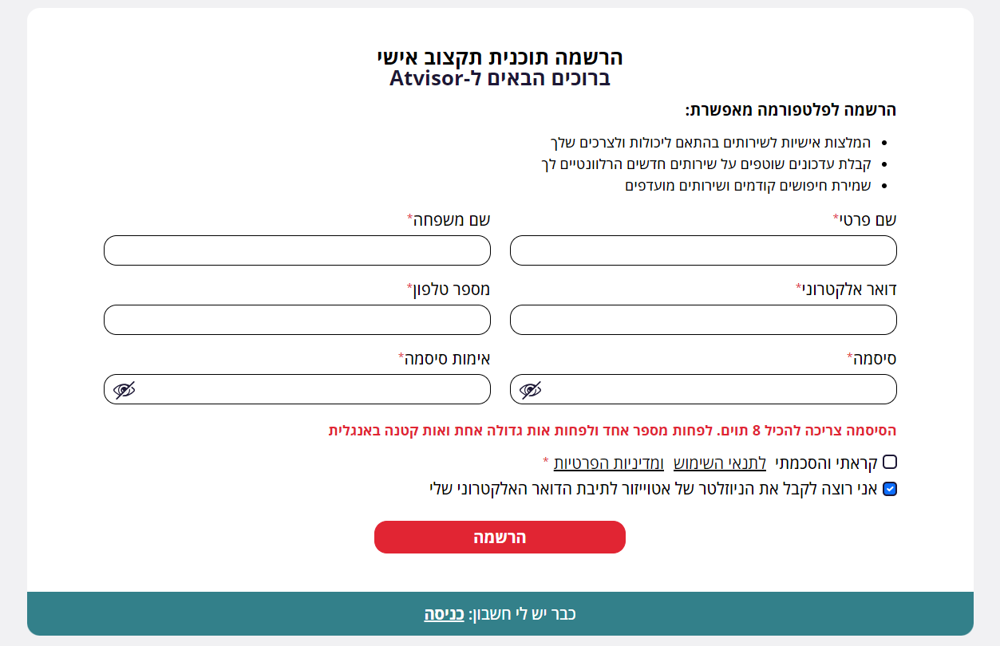 הרשמה תוכנית תקצוב אישי
ברוכים הבאים ל-Atvisor
הרשמה לפלטפורמה מאפשרת:
המלצות אישיות לשירותים בהתאם ליכולות ולצרכים שלך
קבלת עדכונים שוטפים על שירותים חדשים הרלוונטיים לך
שמירת חיפושים קודמים ושירותים מועדפים
שם פרטי*
שם משפחה*
דואר אלקטרוני*
מספר טלפון*
סיסמה*
אימות סיסמה*
הסיסמה צריכה להכיל 8 תוים. לפחות מספר אחד ולפחות אות גדולה אחת ואות קטנה באנגלית
קראתי והסכמתי לתנאי השימוש ומדיניות הפרטיות *
אני רוצה לקבל את הניוזלטר של אטוייזור לתיבת הדואר האלקטרוני שלי
הרשמה
כבר יש לי חשבון: כניסה